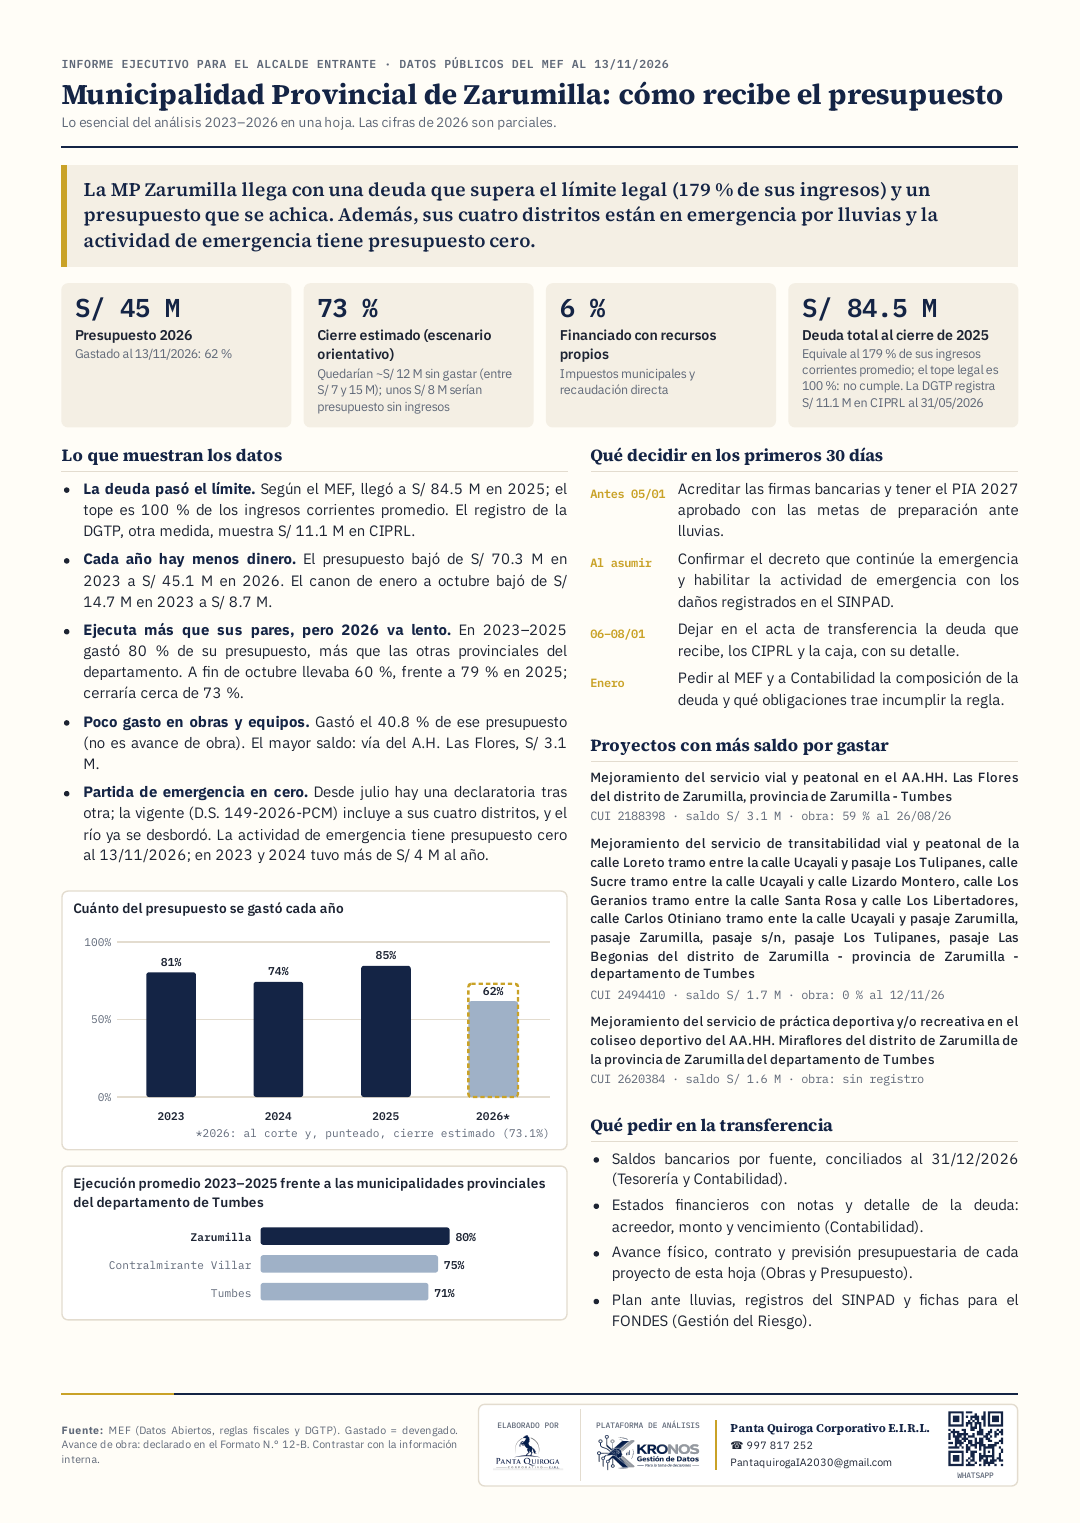 INFORME EJECUTIVO PARA EL ALCALDE ENTRANTE · DATOS PÚBLICOS DEL MEF AL 13/11/2026
Municipalidad Provincial de Zarumilla: cómo recibe el presupuesto
Lo esencial del análisis 2023–2026 en una hoja. Las cifras de 2026 son parciales.
La MP Zarumilla llega con una deuda que supera el límite legal (179 % de sus ingresos) y un
presupuesto que se achica. Además, sus cuatro distritos están en emergencia por lluvias y la
actividad de emergencia tiene presupuesto cero.
S/ 45 M
Presupuesto 2026
Gastado al 13/11/2026: 62 %
73 %
Cierre estimado (escenario
orientativo)
Quedarían ~S/ 12 M sin gastar (entre
S/ 7 y 15 M); unos S/ 8 M serían
presupuesto sin ingresos
6 %
Financiado con recursos
propios
Impuestos municipales y
recaudación directa
S/ 84.5 M
Deuda total al cierre de 2025
Equivale al 179 % de sus ingresos
corrientes promedio; el tope legal es
100 %: no cumple. La DGTP registra
S/ 11.1 M en CIPRL al 31/05/2026
Lo que muestran los datos
• La deuda pasó el límite. Según el MEF, llegó a S/ 84.5 M en 2025; el
tope es 100 % de los ingresos corrientes promedio. El registro de la
DGTP, otra medida, muestra S/ 11.1 M en CIPRL.
• Cada año hay menos dinero. El presupuesto bajó de S/ 70.3 M en
2023 a S/ 45.1 M en 2026. El canon de enero a octubre bajó de S/
14.7 M en 2023 a S/ 8.7 M.
• Ejecuta más que sus pares, pero 2026 va lento. En 2023–2025
gastó 80 % de su presupuesto, más que las otras provinciales del
departamento. A fin de octubre llevaba 60 %, frente a 79 % en 2025;
cerraría cerca de 73 %.
• Poco gasto en obras y equipos. Gastó el 40.8 % de ese presupuesto
(no es avance de obra). El mayor saldo: vía del A.H. Las Flores, S/ 3.1
M.
• Partida de emergencia en cero. Desde julio hay una declaratoria tras
otra; la vigente (D.S. 149-2026-PCM) incluye a sus cuatro distritos, y el
río ya se desbordó. La actividad de emergencia tiene presupuesto cero
al 13/11/2026; en 2023 y 2024 tuvo más de S/ 4 M al año.
Cuánto del presupuesto se gastó cada año
100%
50%
0%
81%
74%
85%
62%
2023
2024
2025
2026*
*2026: al corte y, punteado, cierre estimado (73.1%)
Ejecución promedio 2023–2025 frente a las municipalidades provinciales
del departamento de Tumbes
Zarumilla 80%
Contralmirante Villar 75%
Tumbes 71%
Qué decidir en los primeros 30 días
Antes 05/01 Acreditar las firmas bancarias y tener el PIA 2027
aprobado con las metas de preparación ante
lluvias.
Al asumir Confirmar el decreto que continúe la emergencia
y habilitar la actividad de emergencia con los
daños registrados en el SINPAD.
06–08/01 Dejar en el acta de transferencia la deuda que
recibe, los CIPRL y la caja, con su detalle.
Enero Pedir al MEF y a Contabilidad la composición de la
deuda y qué obligaciones trae incumplir la regla.
Proyectos con más saldo por gastar
Mejoramiento del servicio vial y peatonal en el AA.HH. Las Flores
del distrito de Zarumilla, provincia de Zarumilla - Tumbes
CUI 2188398 · saldo S/ 3.1 M · obra: 59 % al 26/08/26
Mejoramiento del servicio de transitabilidad vial y peatonal de la
calle Loreto tramo entre la calle Ucayali y pasaje Los Tulipanes, calle
Sucre tramo entre la calle Ucayali y calle Lizardo Montero, calle Los
Geranios tramo entre la calle Santa Rosa y calle Los Libertadores,
calle Carlos Otiniano tramo ente la calle Ucayali y pasaje Zarumilla,
pasaje Zarumilla, pasaje s/n, pasaje Los Tulipanes, pasaje Las
Begonias del distrito de Zarumilla - provincia de Zarumilla -
departamento de Tumbes
CUI 2494410 · saldo S/ 1.7 M · obra: 0 % al 12/11/26
Mejoramiento del servicio de práctica deportiva y/o recreativa en el
coliseo deportivo del AA.HH. Miraflores del distrito de Zarumilla de
la provincia de Zarumilla del departamento de Tumbes
CUI 2620384 · saldo S/ 1.6 M · obra: sin registro
Qué pedir en la transferencia
• Saldos bancarios por fuente, conciliados al 31/12/2026
(Tesorería y Contabilidad).
• Estados financieros con notas y detalle de la deuda:
acreedor, monto y vencimiento (Contabilidad).
• Avance físico, contrato y previsión presupuestaria de cada
proyecto de esta hoja (Obras y Presupuesto).
• Plan ante lluvias, registros del SINPAD y fichas para el
FONDES (Gestión del Riesgo).
Fuente: MEF (Datos Abiertos, reglas fiscales y DGTP). Gastado = devengado.
Avance de obra: declarado en el Formato N.° 12-B. Contrastar con la información
interna.
ELABORADO POR
PANTA QUIROGA
PLATAFORMA DE ANÁLISIS
KRONOS
Gestión de Datos
Panta Quiroga Corporativo E.I.R.L.
☎ 997 817 252
PantaquirogaIA2030@gmail.com
WHATSAPP